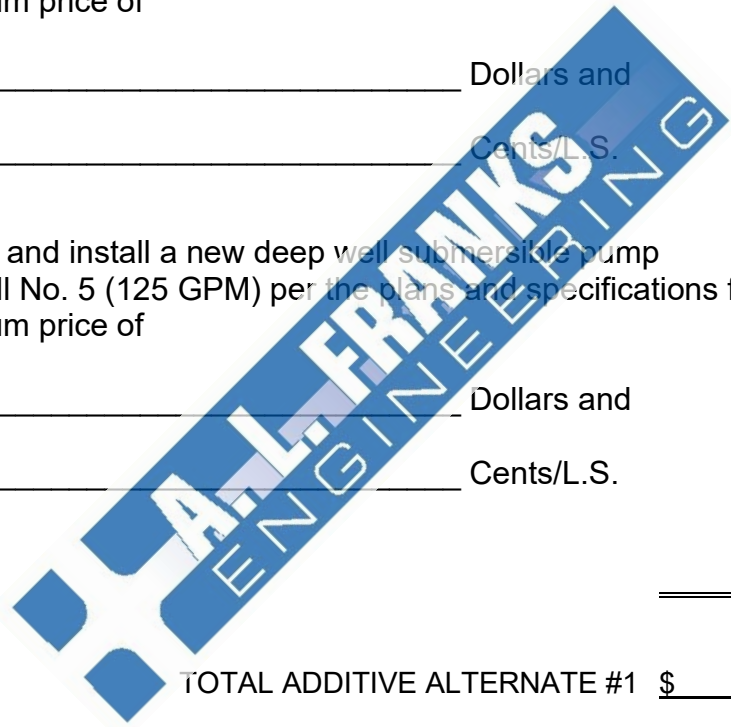 um price of
Dollars and
Cents/L.S.
and install a new deep well submersible pump
ll No. 5 (125 GPM) per the plans and specifications f
um price of
Dollars and
Cents/L.S.
TOTAL ADDITIVE ALTERNATE #1 $
A.L. FRANKS
ENGINEERING